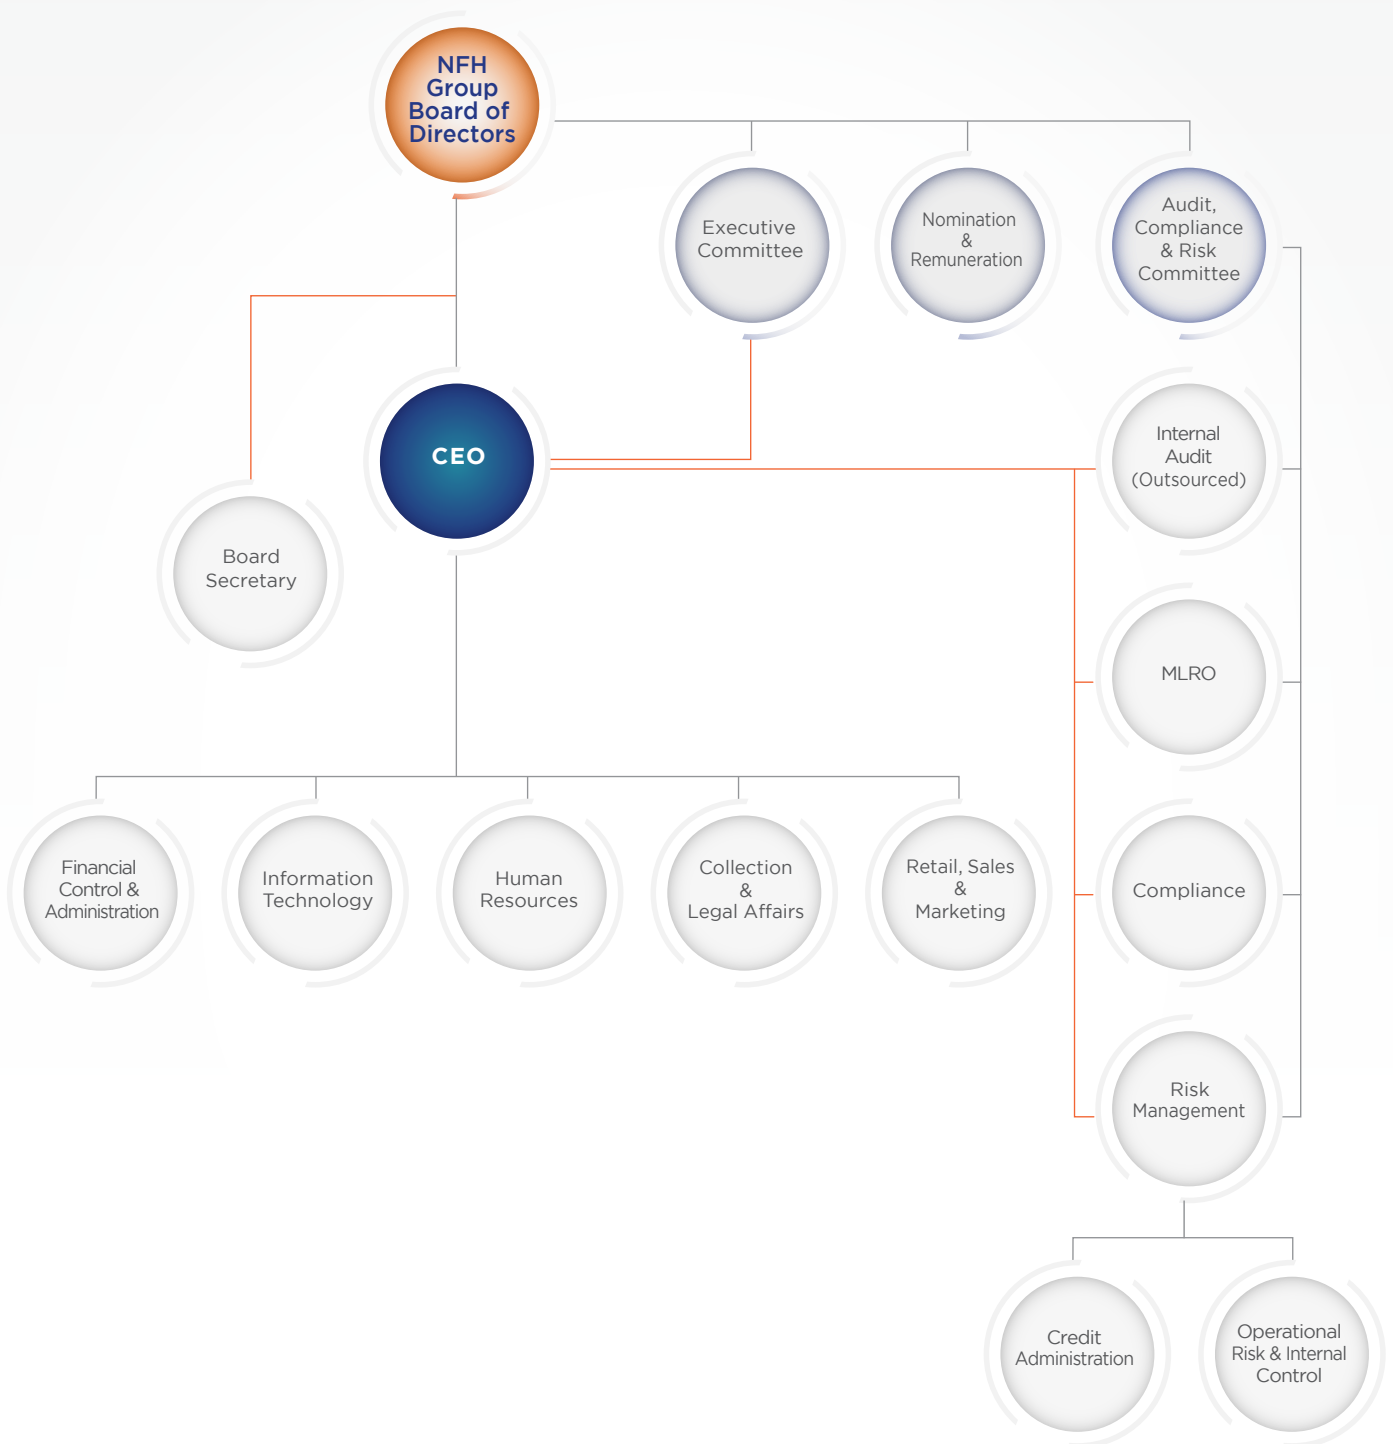 NFH
Group
Board of
Directors
Executive
Committee
Nomination
&
Remuneration
Audit,
Compliance
& Risk
Committee
CEO
Internal
Audit
(Outsourced)
Board
Secretary
MLRO
Financial
Control &
Administration
Information
Technology
Human
Resources
Collection
&
Legal Affairs
Retail, Sales
&
Marketing
Compliance
Risk
Management
Credit
Administration
Operational
Risk & Internal
Control